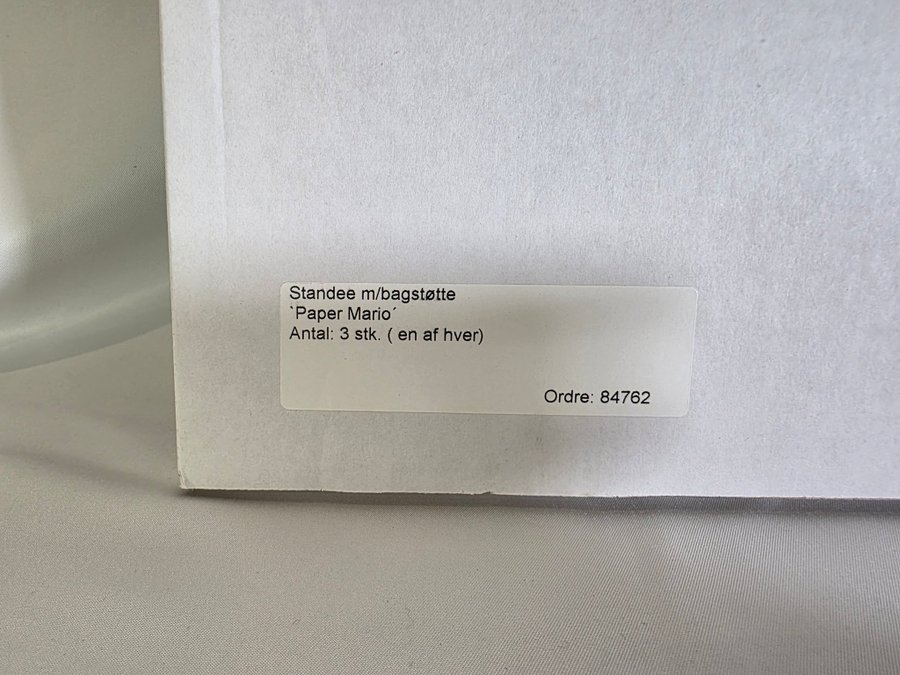 Standee m/bagstøtte
`Paper Mario´
Antal: 3 stk. ( en af hver)
Ordre: 84762